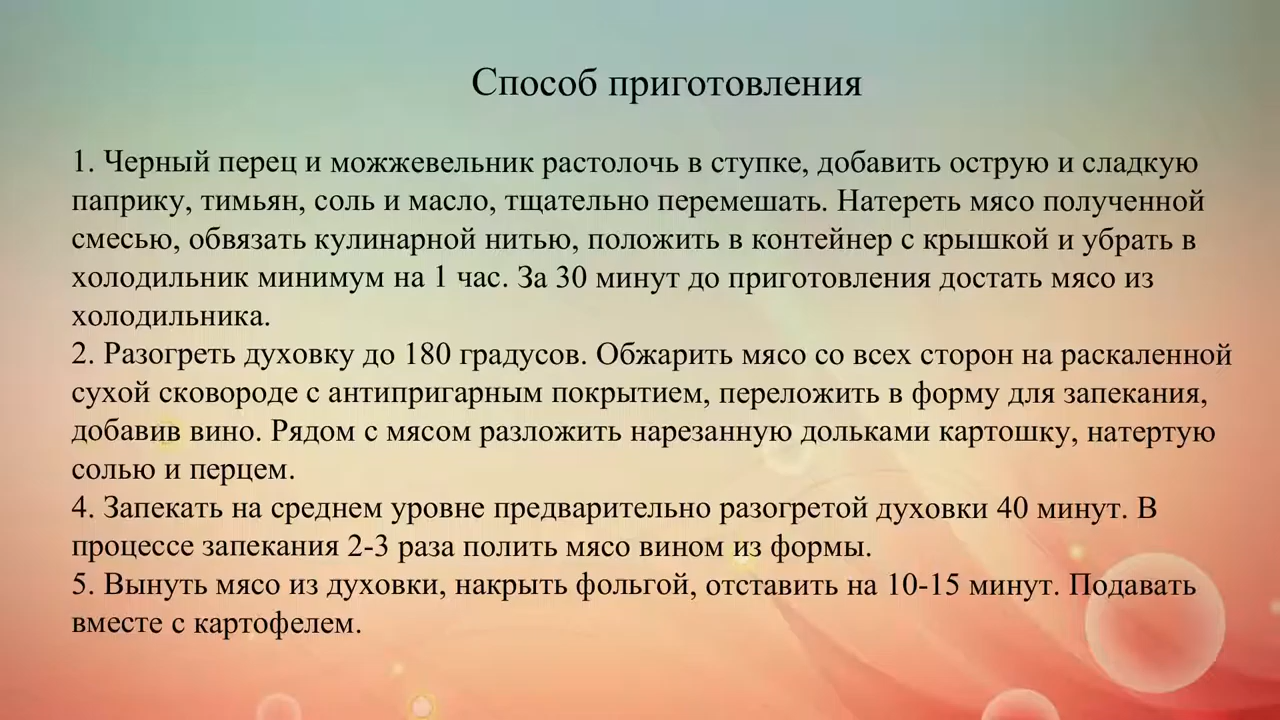 Способ приготовления
1. Черный перец и можжевельник растолочь в ступке, добавить острую и сладкую
паприку, тимьян, соль и масло, тщательно перемешать. Натереть мясо полученной
смесью, обвязать кулинарной нитью, положить в контейнер с крышкой и убрать в
холодильник минимум на 1 час. За 30 минут до приготовления достать мясо из
холодильника.
2. Разогреть духовку до 180 градусов. Обжарить мясо со всех сторон на раскаленной
сухой сковороде с антипригарным покрытием, переложить в форму для запекания,
добавив вино. Рядом с мясом разложить нарезанную дольками картошку, натертую
солью и перцем.
4. Запекать на среднем уровне предварительно разогретой духовки 40 минут. В
процессе запекания 2-3 раза полить мясо вином из формы.
5. Вынуть мясо из духовки, накрыть фольгой, отставить на 10-15 минут. Подавать
вместе с картофелем.